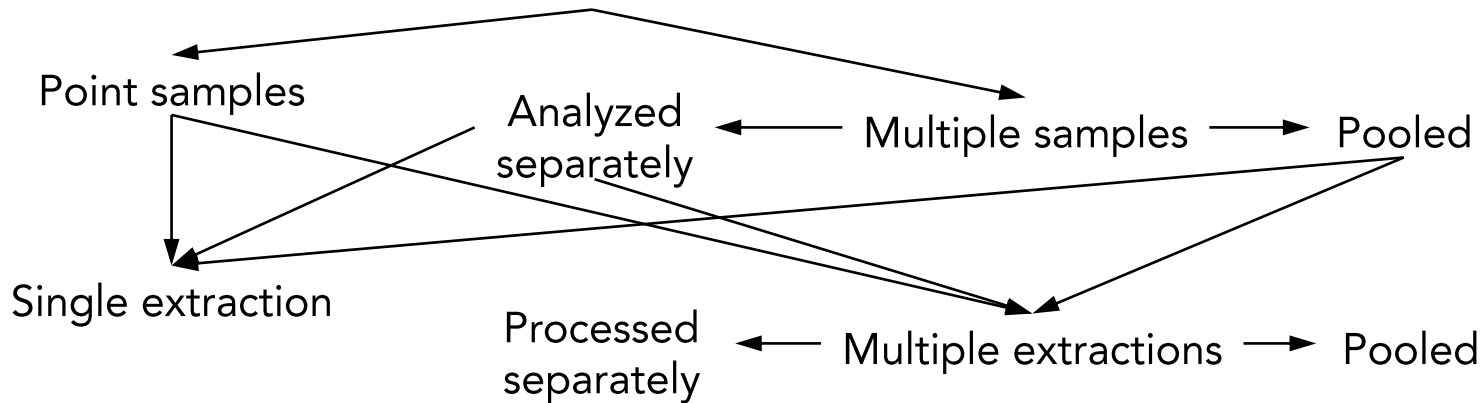 Point samples
Analyzed
separately
Multiple samples
Pooled
Single extraction
Processed
separately
Multiple extractions
Pooled